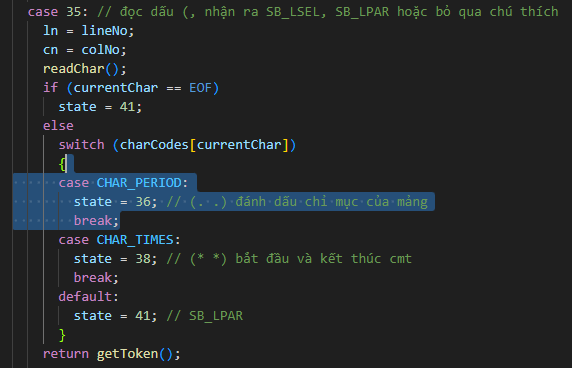 case 35: // đọc dấu (, nhận ra SB_LSEL, SB_LPAR hoặc bỏ qua chú thích
ln = lineNo;
cn = colNo;
readChar();
if (currentChar == EOF)
state = 41;
else
switch (charCodes[currentChar])
{
case CHAR_PERIOD:
state = 36; // (. .) đánh dấu chỉ mục của mảng
break;
case CHAR_TIMES:
state = 38; // (* *) bắt đầu và kết thúc cmt
break;
default:
state = 41; // SB_LPAR
}
return getToken();